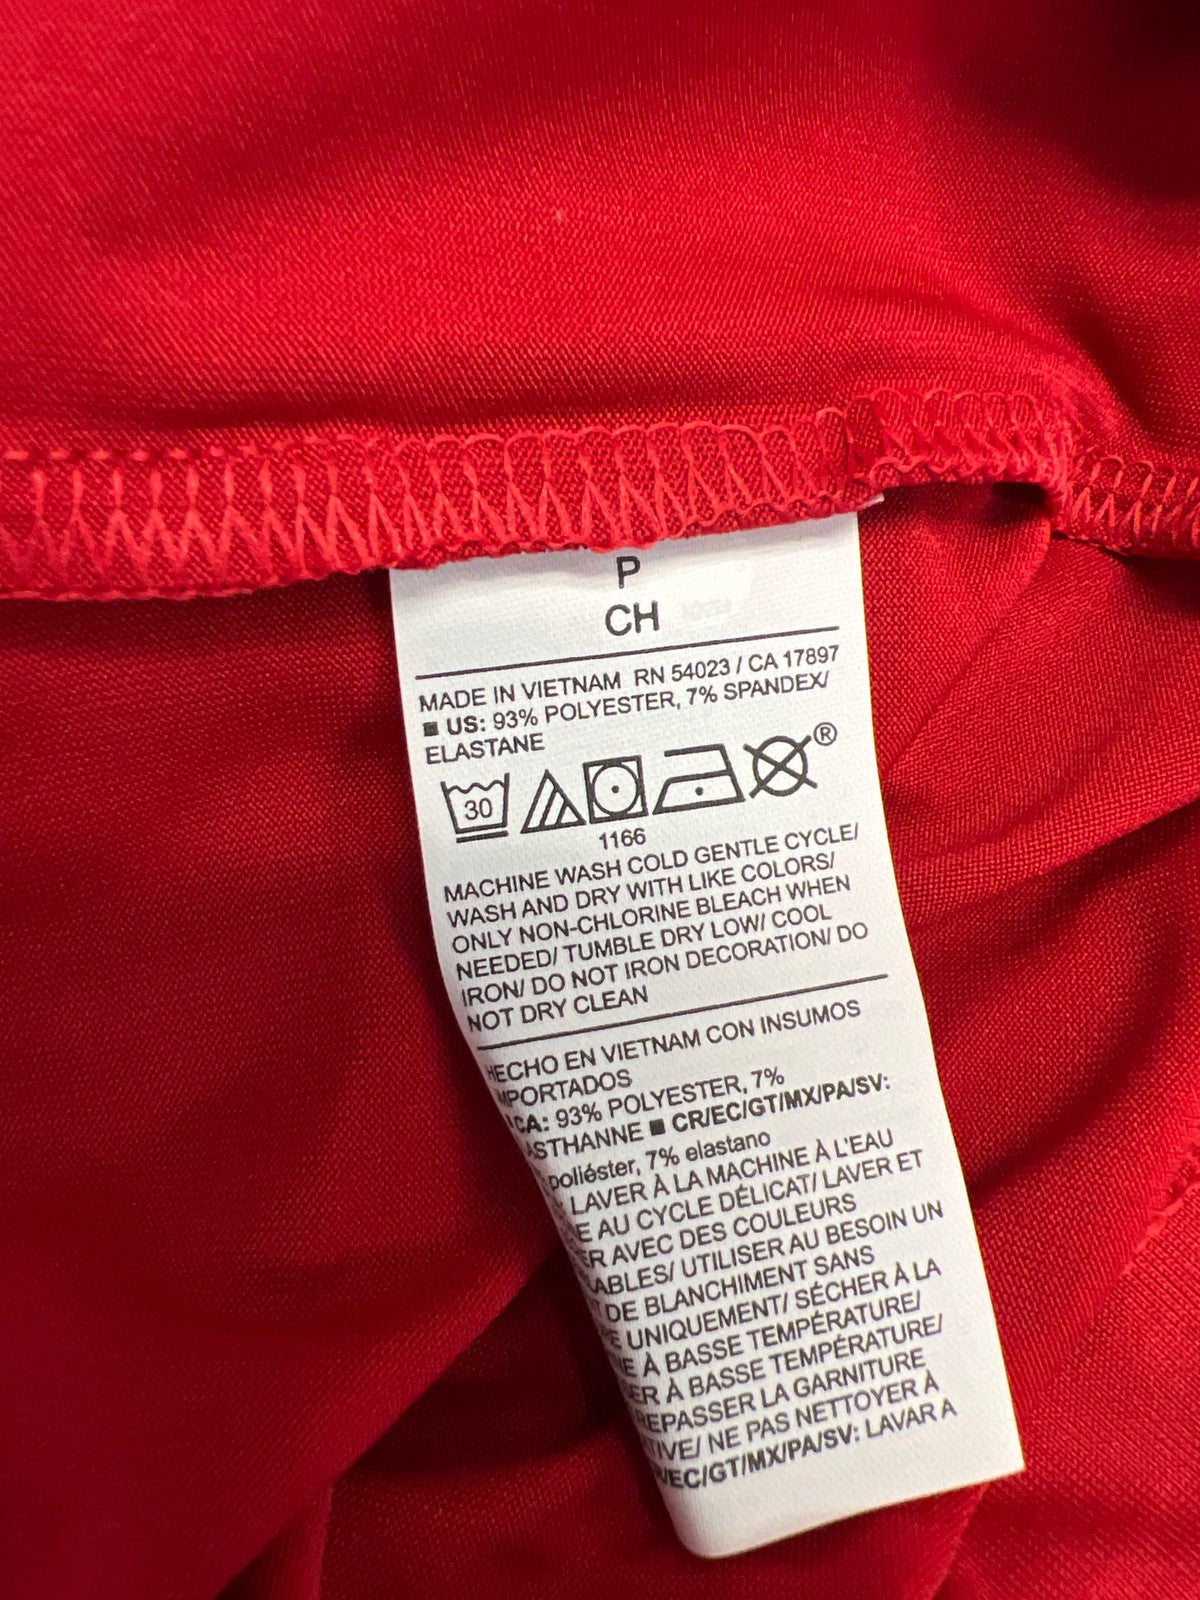 P
CH
MADE IN VIETNAM RN 54023 / CA 17897
■ US: 93% POLYESTER, 7% SPANDEX/
ELASTANE
30
®
1166
MACHINE WASH COLD GENTLE CYCLE/
WASH AND DRY WITH LIKE COLORS/
ONLY NON-CHLORINE BLEACH WHEN
NEEDED/ TUMBLE DRY LOW/ COOL
IRON/ DO NOT IRON DECORATION/ DO
NOT DRY CLEAN
HECHO EN VIETNAM CON INSUMOS
MPORTADOS
CA: 93% POLYESTER, 7%
ASTHANNE ■ CR/EC/GT/MX/PA/SV:
poliéster, 7% elastano
LAVER À LA MACHINE À L'EAU
E AU CYCLE DÉLICAT/ LAVER ET
ER AVEC DES COULEURS
LABLES/ UTILISER AU BESOIN UN
T DE BLANCHIMENT SANS
E UNIQUEMENT/ SÉCHER À LA
E À BASSE TEMPÉRATURE/
ER À BASSE TEMPÉRATURE/
REPASSER LA GARNITURE
TIVE/ NE PAS NETTOYER À
/EC/GT/MX/PA/SV: LAVAR A